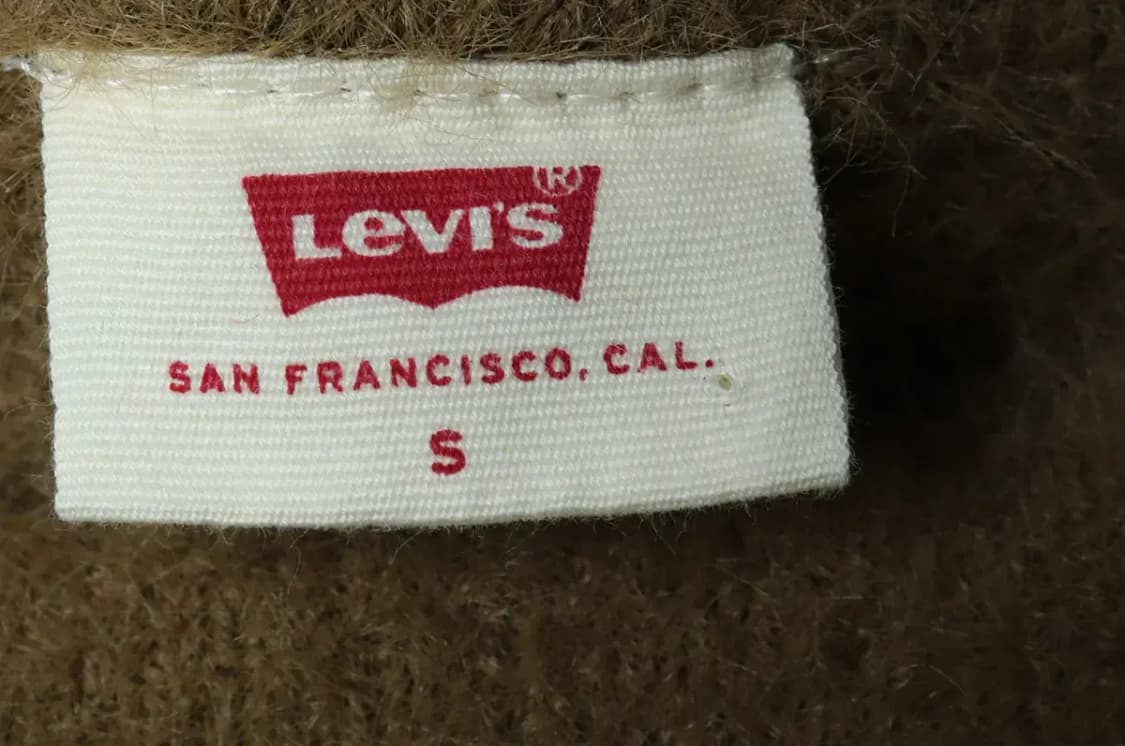 LEVI'S®
SAN FRANCISCO, CAL.
S